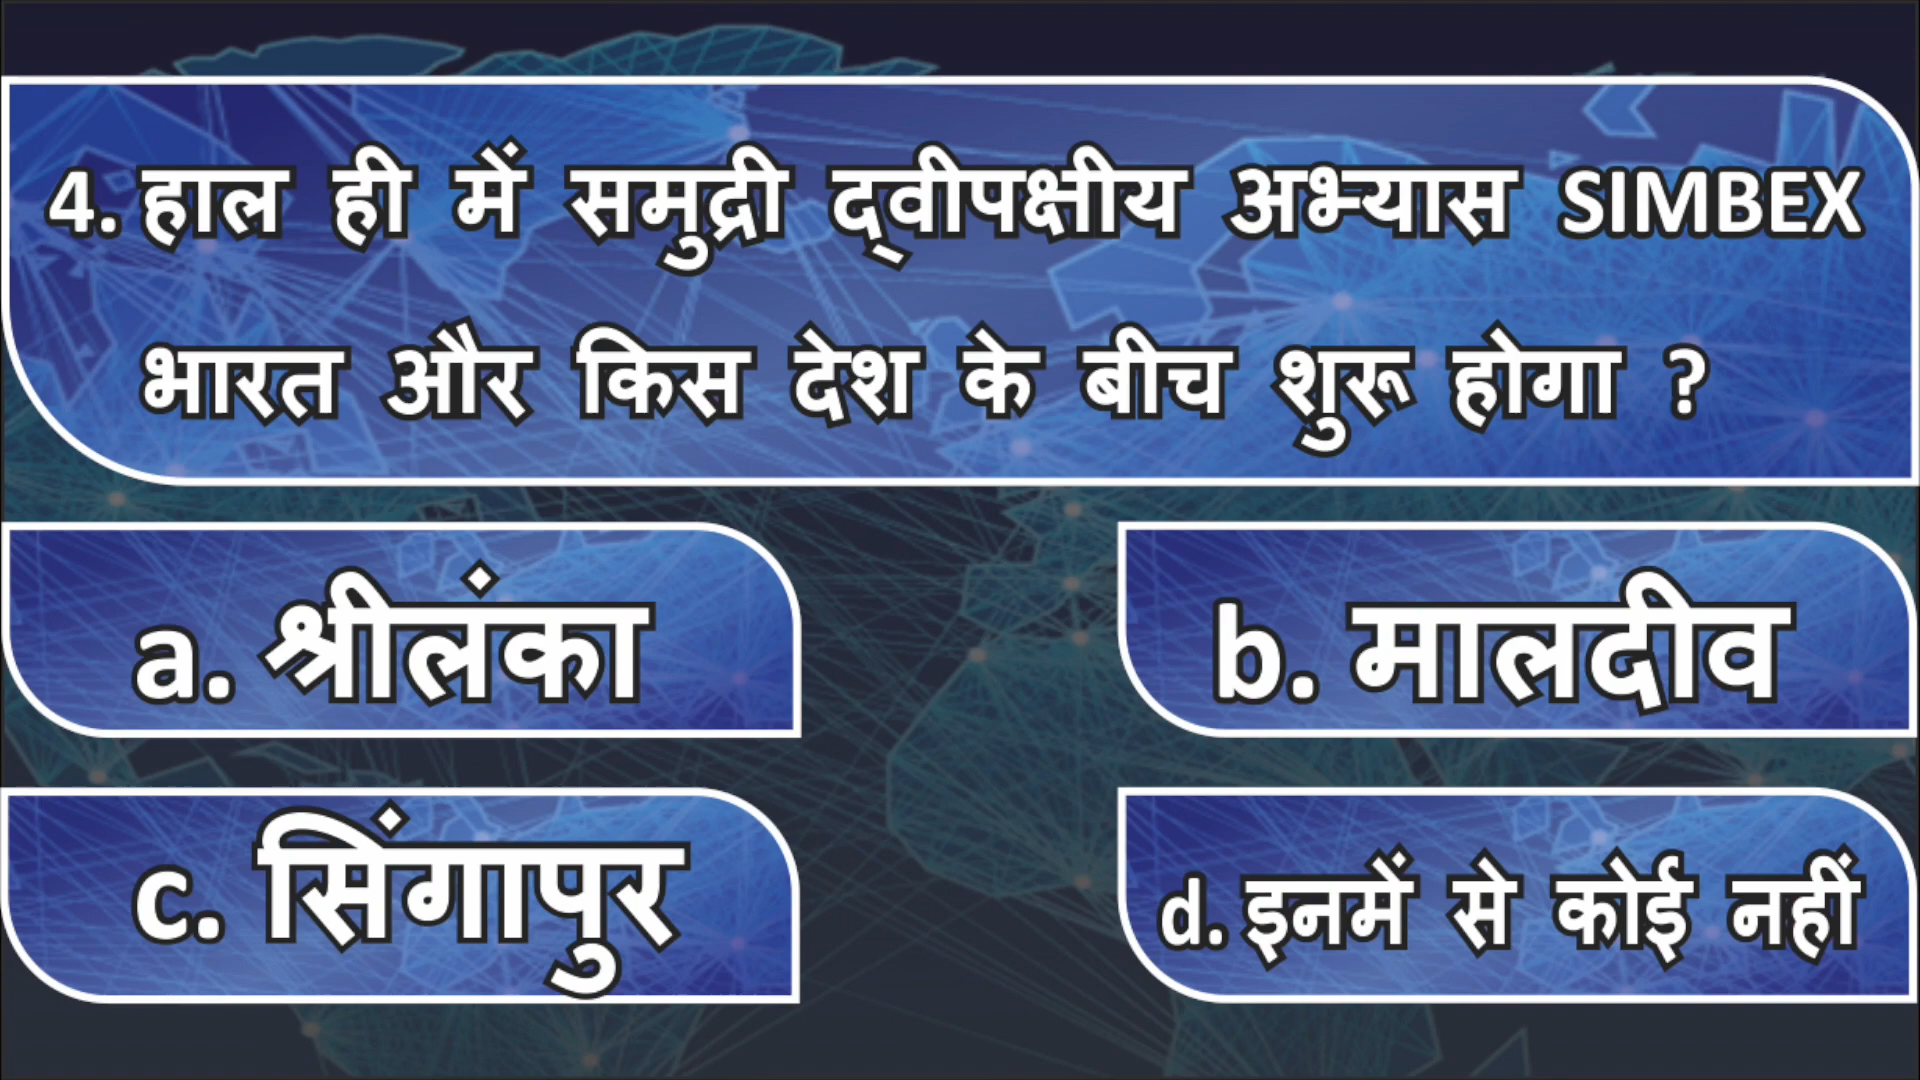 4. हाल ही में समुद्री द्वीपक्षीय अभ्यास SIMBEX
भारत और किस देश के बीच शुरू होगा ?
a. श्रीलंका
b. मालदीव
c. सिंगापुर
d. इनमें से कोई नहीं